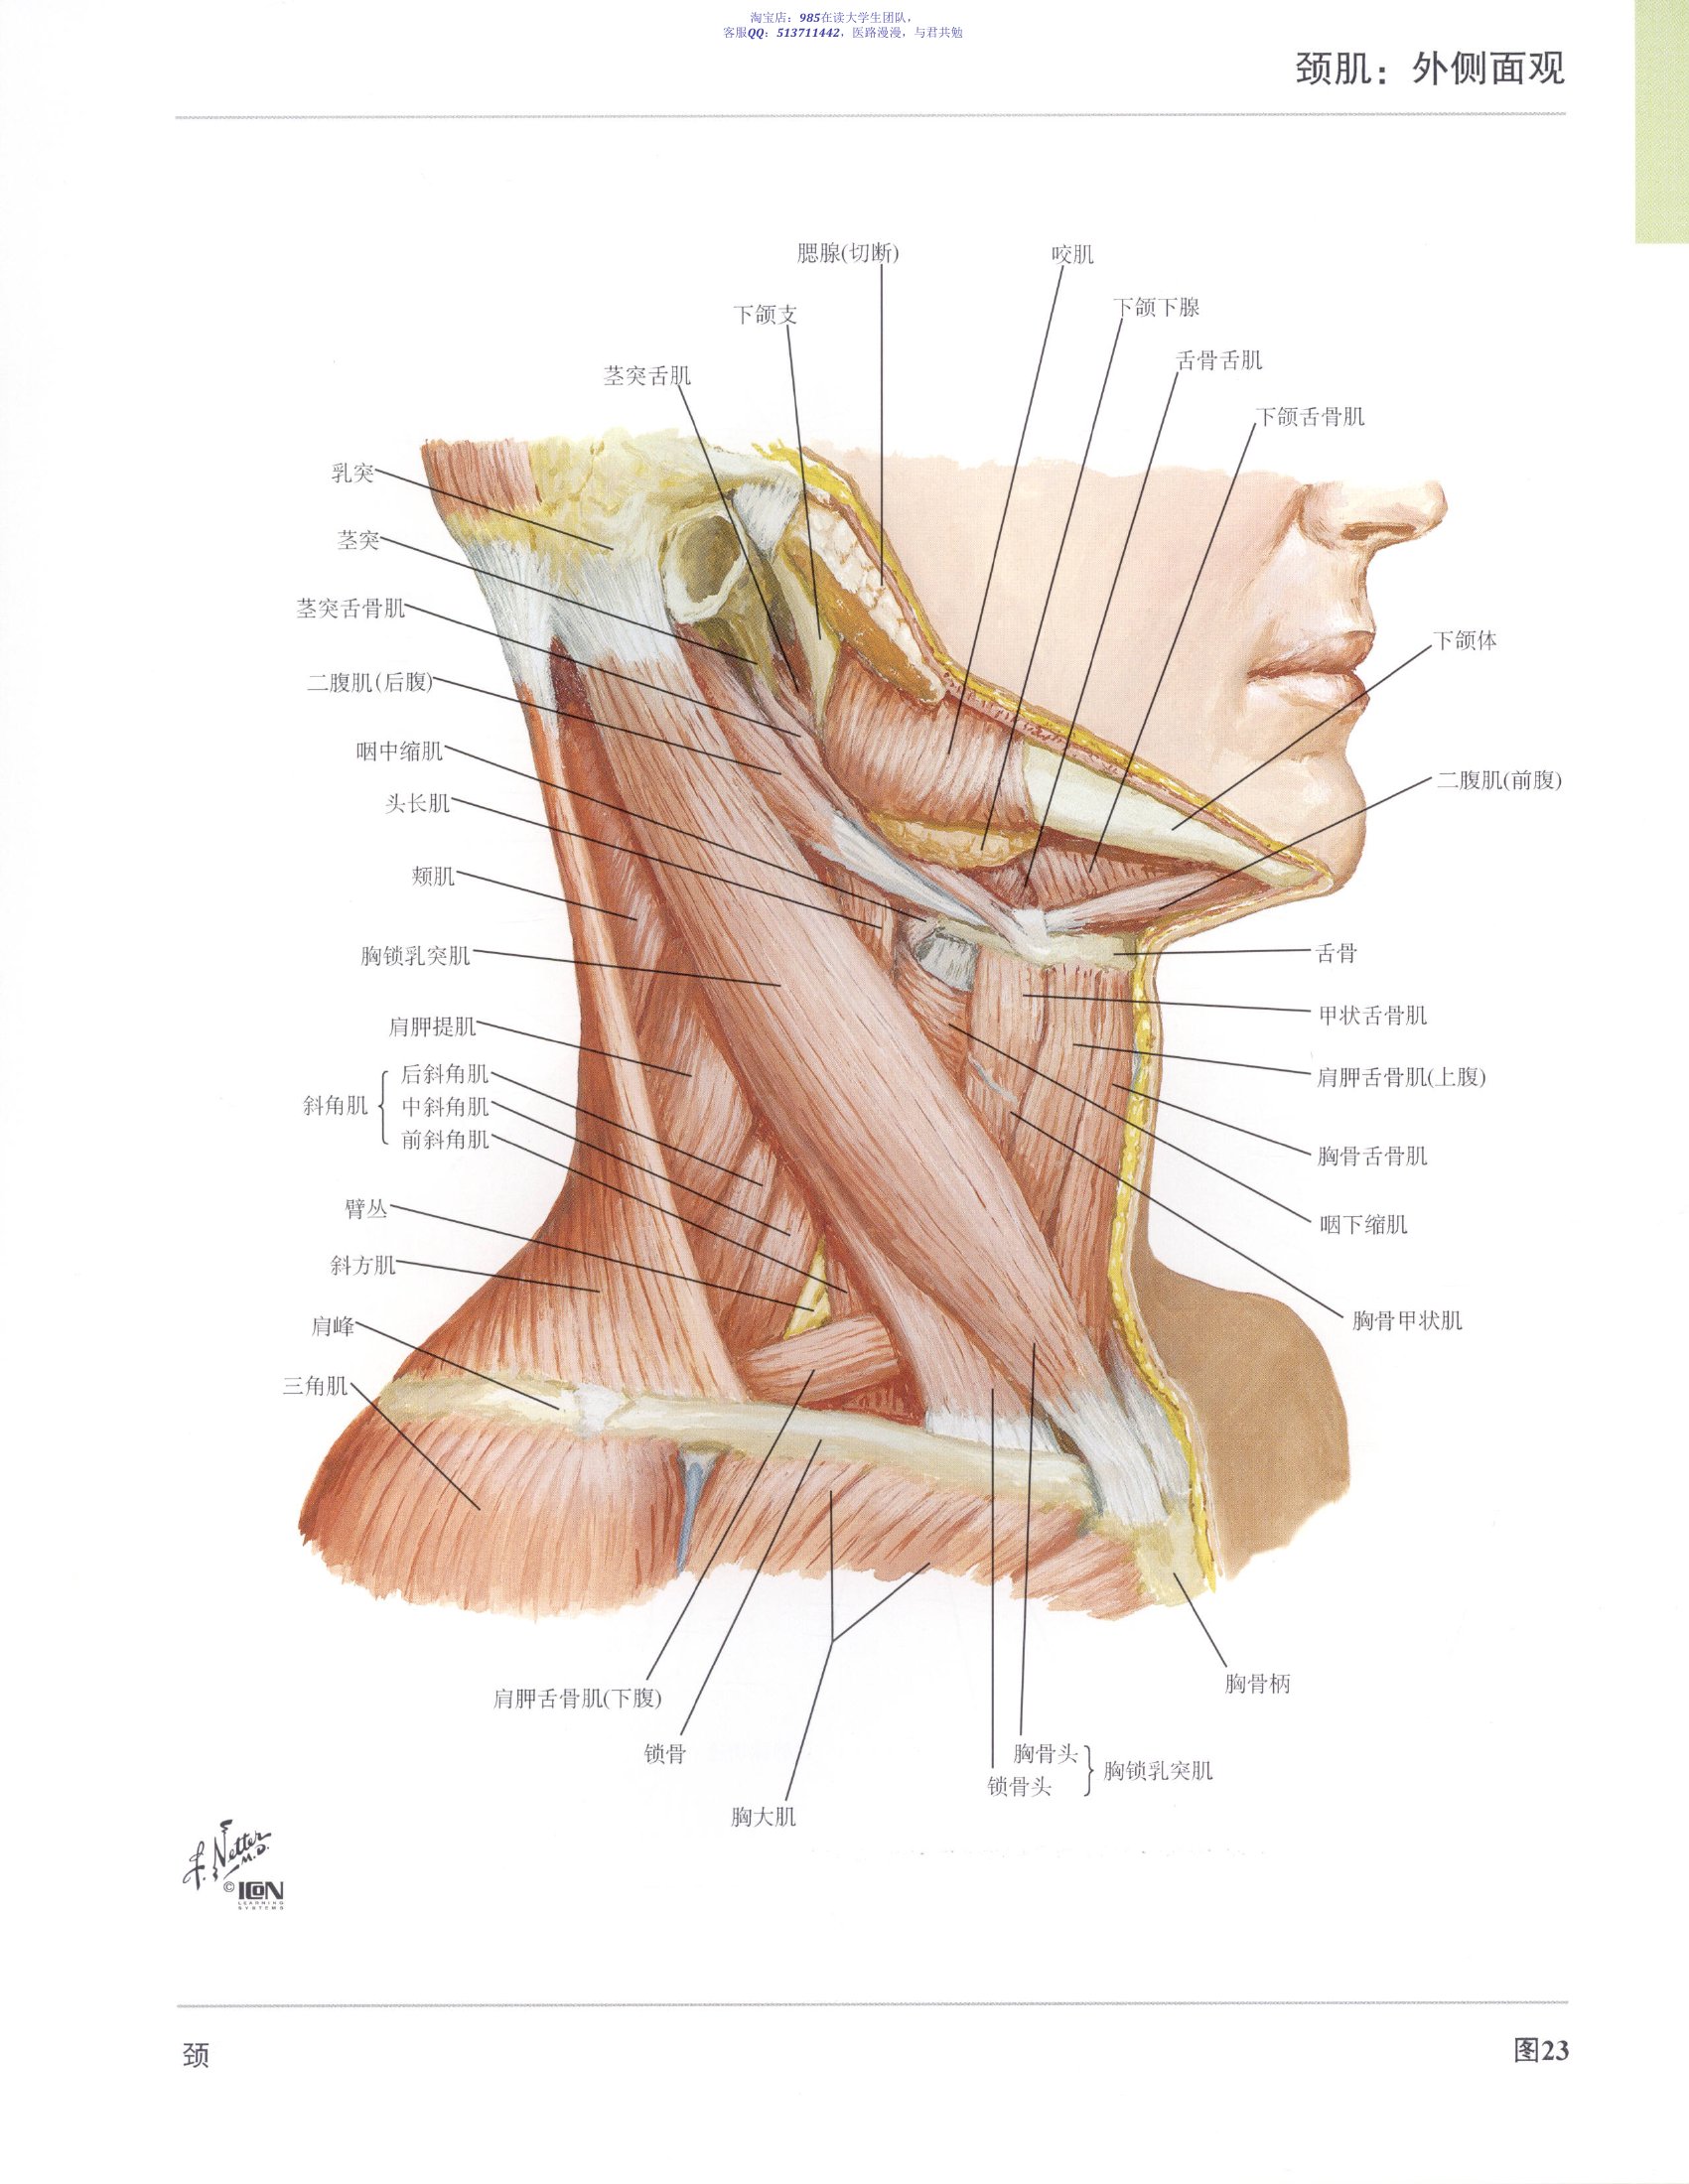 淘宝店：985在读大学生团队，
客服QQ：513711442，医路漫漫，与君共勉
颈肌：外侧面观
腮腺(切断)
咬肌
下颌支
下颌下腺
茎突舌肌
舌骨舌肌
下颌舌骨肌
乳突
茎突
茎突舌骨肌
二腹肌(后腹)
咽中缩肌
头长肌
颊肌
胸锁乳突肌
肩胛提肌
斜角肌
后斜角肌
中斜角肌
前斜角肌
臂丛
斜方肌
肩峰
三角肌
下颌体
二腹肌(前腹)
舌骨
甲状舌骨肌
肩胛舌骨肌(上腹)
胸骨舌骨肌
咽下缩肌
胸骨甲状肌
胸骨柄
肩胛舌骨肌(下腹)
锁骨
胸大肌
胸骨头
锁骨头
胸锁乳突肌
F. Netter
M.D.
© ICON
LEARNING
SYSTEMS
颈
图23